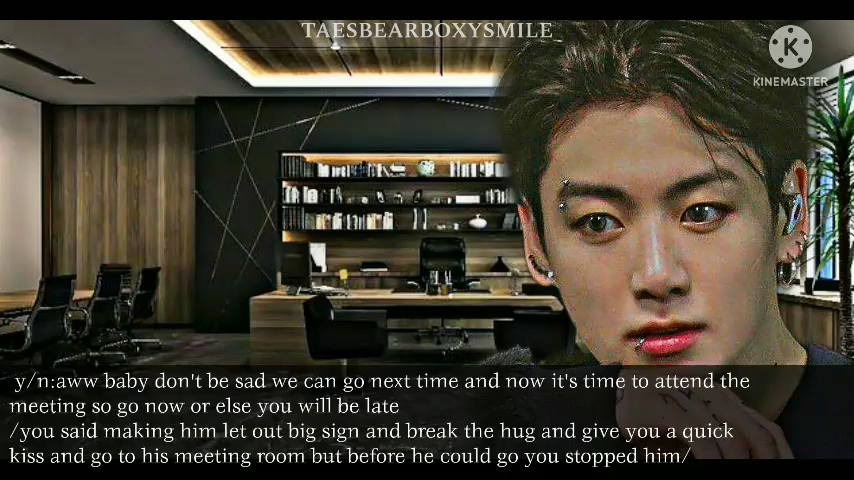 TAESBEARBOXYSMILE
K
KINEMASTER
y/n:aww baby don't be sad we can go next time and now it's time to attend the
meeting so go now or else you will be late
/you said making him let out big sign and break the hug and give you a quick
kiss and go to his meeting room but before he could go you stopped him/